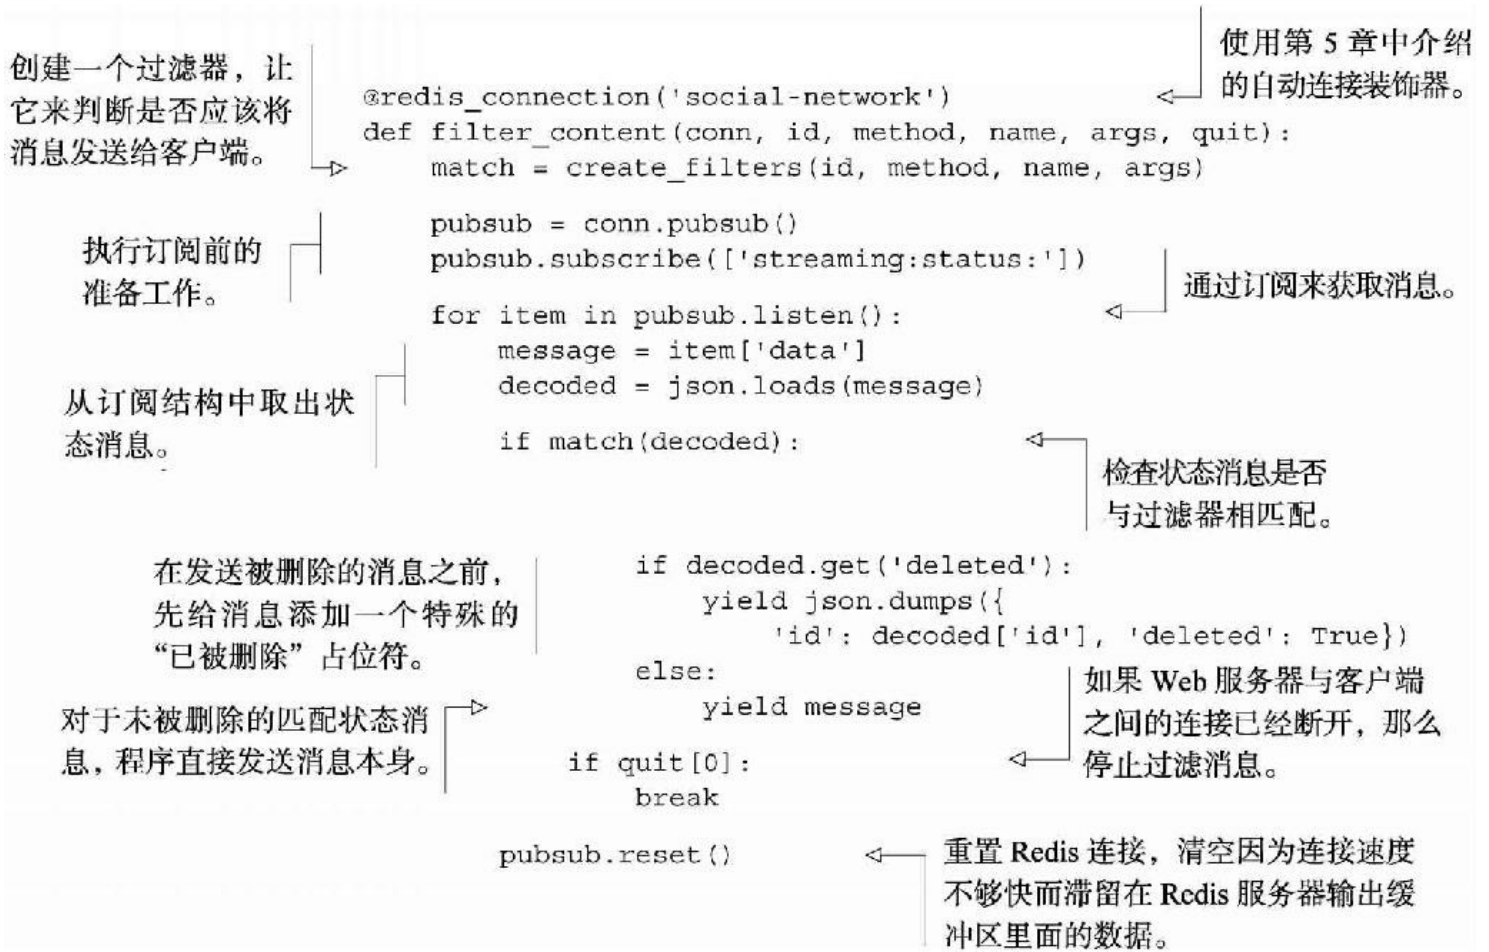 使用第 5 章中介绍
的自动连接装饰器。
创建一个过滤器，让
它来判断是否应该将
消息发送给客户端。
@redis_connection('social-network')
def filter_content(conn, id, method, name, args, quit):
match = create_filters(id, method, name, args)
执行订阅前的
准备工作。
pubsub = conn.pubsub()
pubsub.subscribe(['streaming:status:'])
通过订阅来获取消息。
for item in pubsub.listen():
message = item['data']
decoded = json.loads(message)
从订阅结构中取出状
态消息。
if match(decoded):
检查状态消息是否
与过滤器相匹配。
在发送被删除的消息之前，
先给消息添加一个特殊的
“已被删除”占位符。
if decoded.get('deleted'):
yield json.dumps({
'id': decoded['id'], 'deleted': True})
else:
yield message
对于未被删除的匹配状态消
息，程序直接发送消息本身。
如果 Web 服务器与客户端
之间的连接已经断开，那么
停止过滤消息。
if quit[0]:
break
pubsub.reset()
重置 Redis 连接，清空因为连接速度
不够快而滞留在 Redis 服务器输出缓
冲区里面的数据。